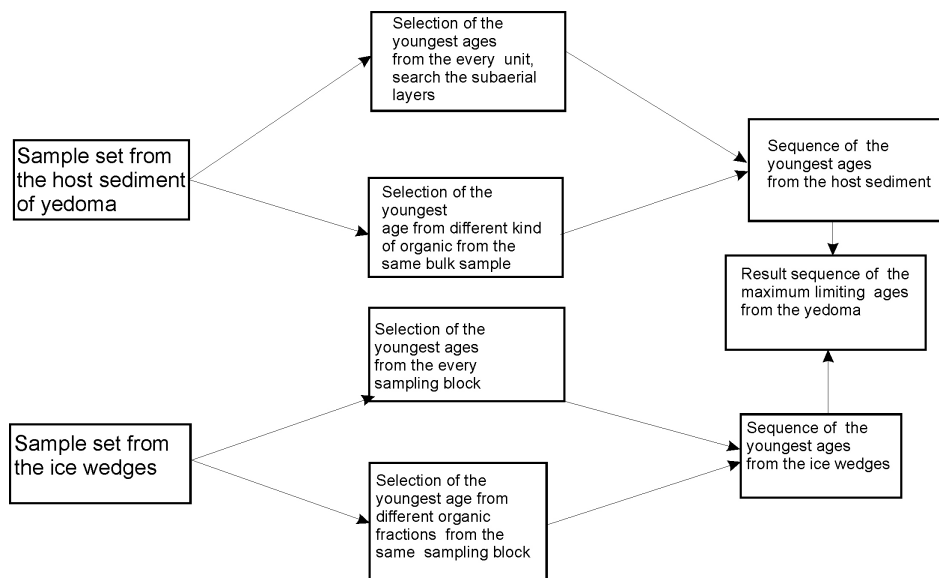 Selection of the
youngest ages
from the every unit,
search the subaerial
layers
Sample set from
the host sediment
of yedoma
Selection of the
youngest
age from different kind
of organic from the
same bulk sample
Sequence of the
youngest ages
from the host sediment
Result sequence of the
maximum limiting ages
from the yedoma
Selection of the
youngest ages
from the every
sampling block
Sample set from
the ice wedges
Selection of the
youngest age from
different organic
fractions from the
same sampling block
Sequence of the
youngest ages
from the ice wedges